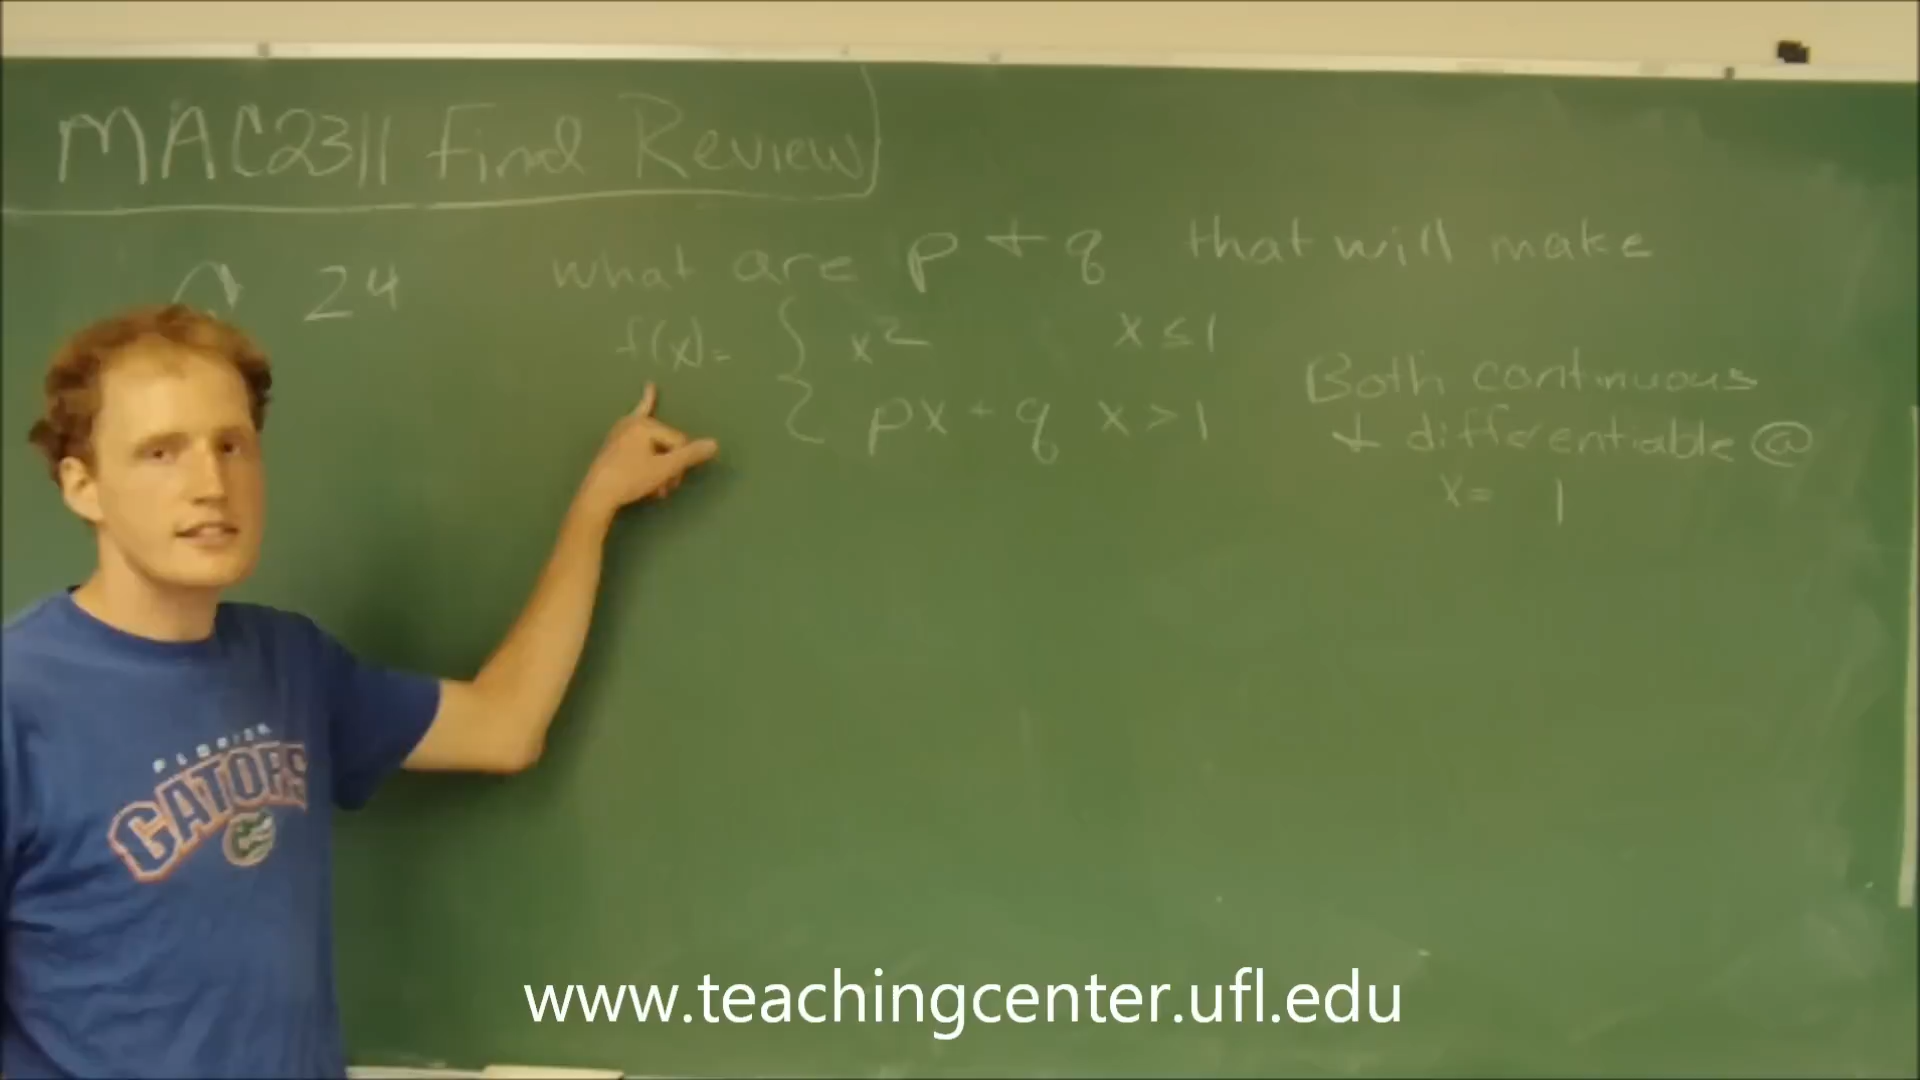 MAC2311 Final Review
Q 24
what are p + q that will make
f(x) = { x² x ≤ 1
px + q x > 1
Both continuous
+ differentiable @
x = 1
FLORIDA
GATORS
www.teachingcenter.ufl.edu